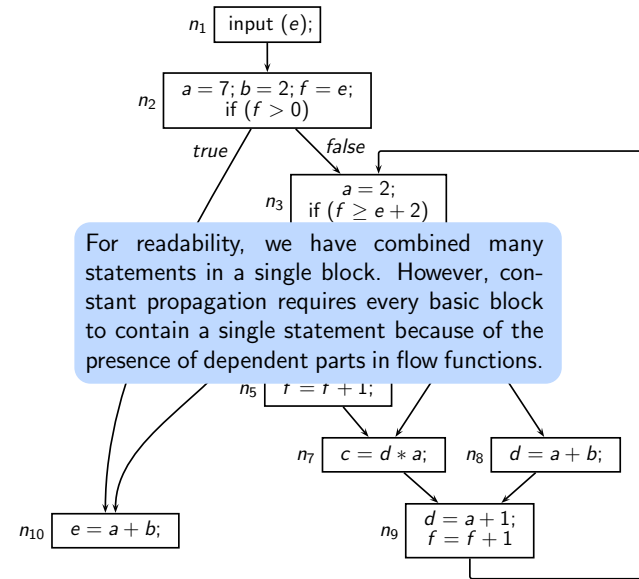 n1 input (e);
n2 a = 7; b = 2; f = e;
if (f > 0)
true false
n3 a = 2;
if (f ≥ e + 2)
For readability, we have combined many
statements in a single block. However, con-
stant propagation requires every basic block
to contain a single statement because of the
presence of dependent parts in flow functions.
n5 f = f + 1;
n7 c = d ∗ a;
n8 d = a + b;
n10 e = a + b;
n9 d = a + 1;
f = f + 1